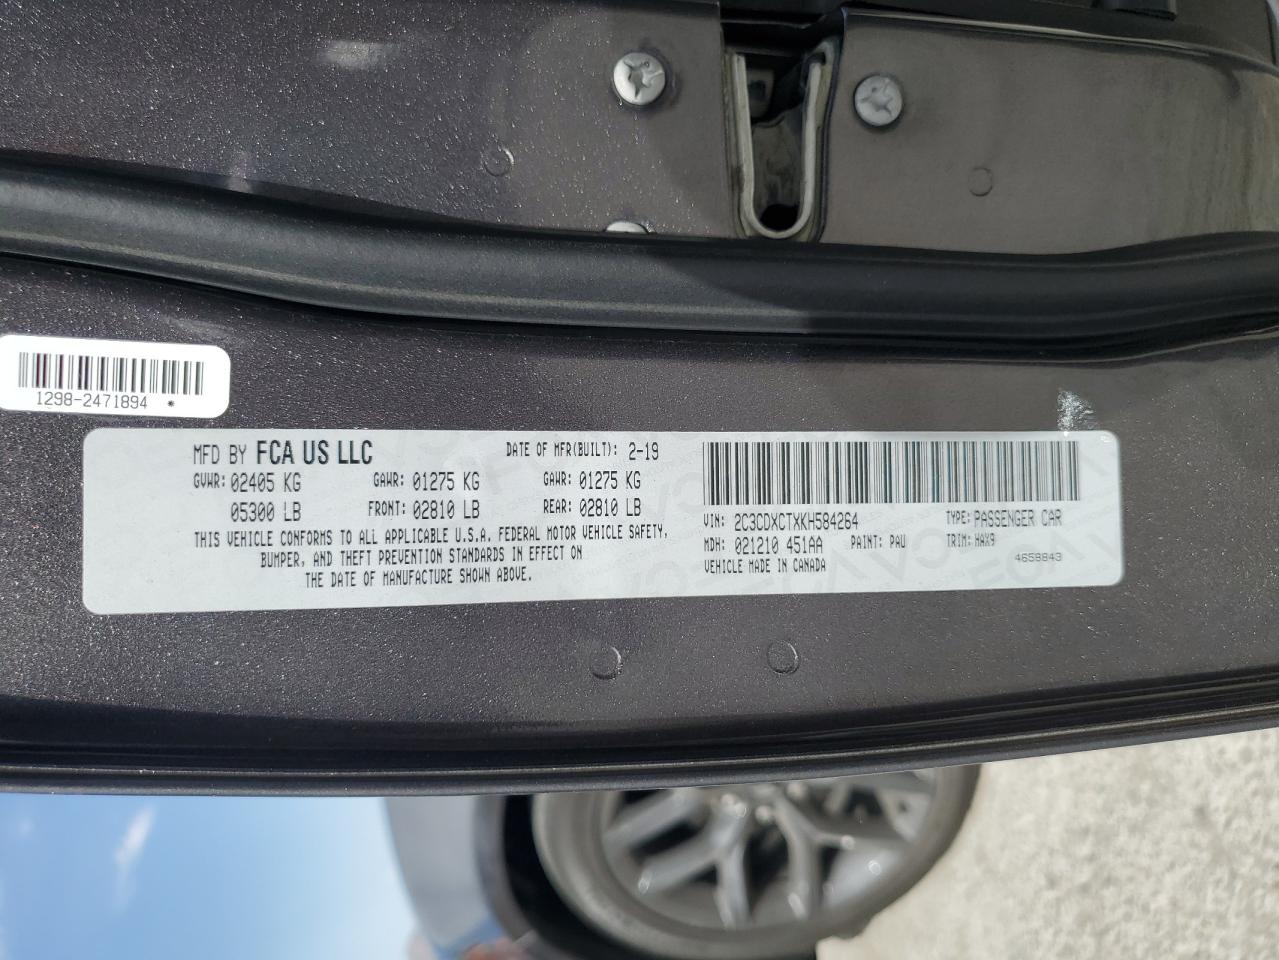 1298-2471894 *
MFD BY FCA US LLC DATE OF MFR(BUILT): 2-19
GVWR: 02405 KG GAWR: 01275 KG GAWR: 01275 KG
05300 LB FRONT: 02810 LB REAR: 02810 LB
THIS VEHICLE CONFORMS TO ALL APPLICABLE U.S.A. FEDERAL MOTOR VEHICLE SAFETY,
BUMPER, AND THEFT PREVENTION STANDARDS IN EFFECT ON
THE DATE OF MANUFACTURE SHOWN ABOVE.
VIN: 2C3CDXCTXKH584264 TYPE: PASSENGER CAR
MDH: 021210 451AA PAINT: PAU TRIM: HAX9
VEHICLE MADE IN CANADA 4658843